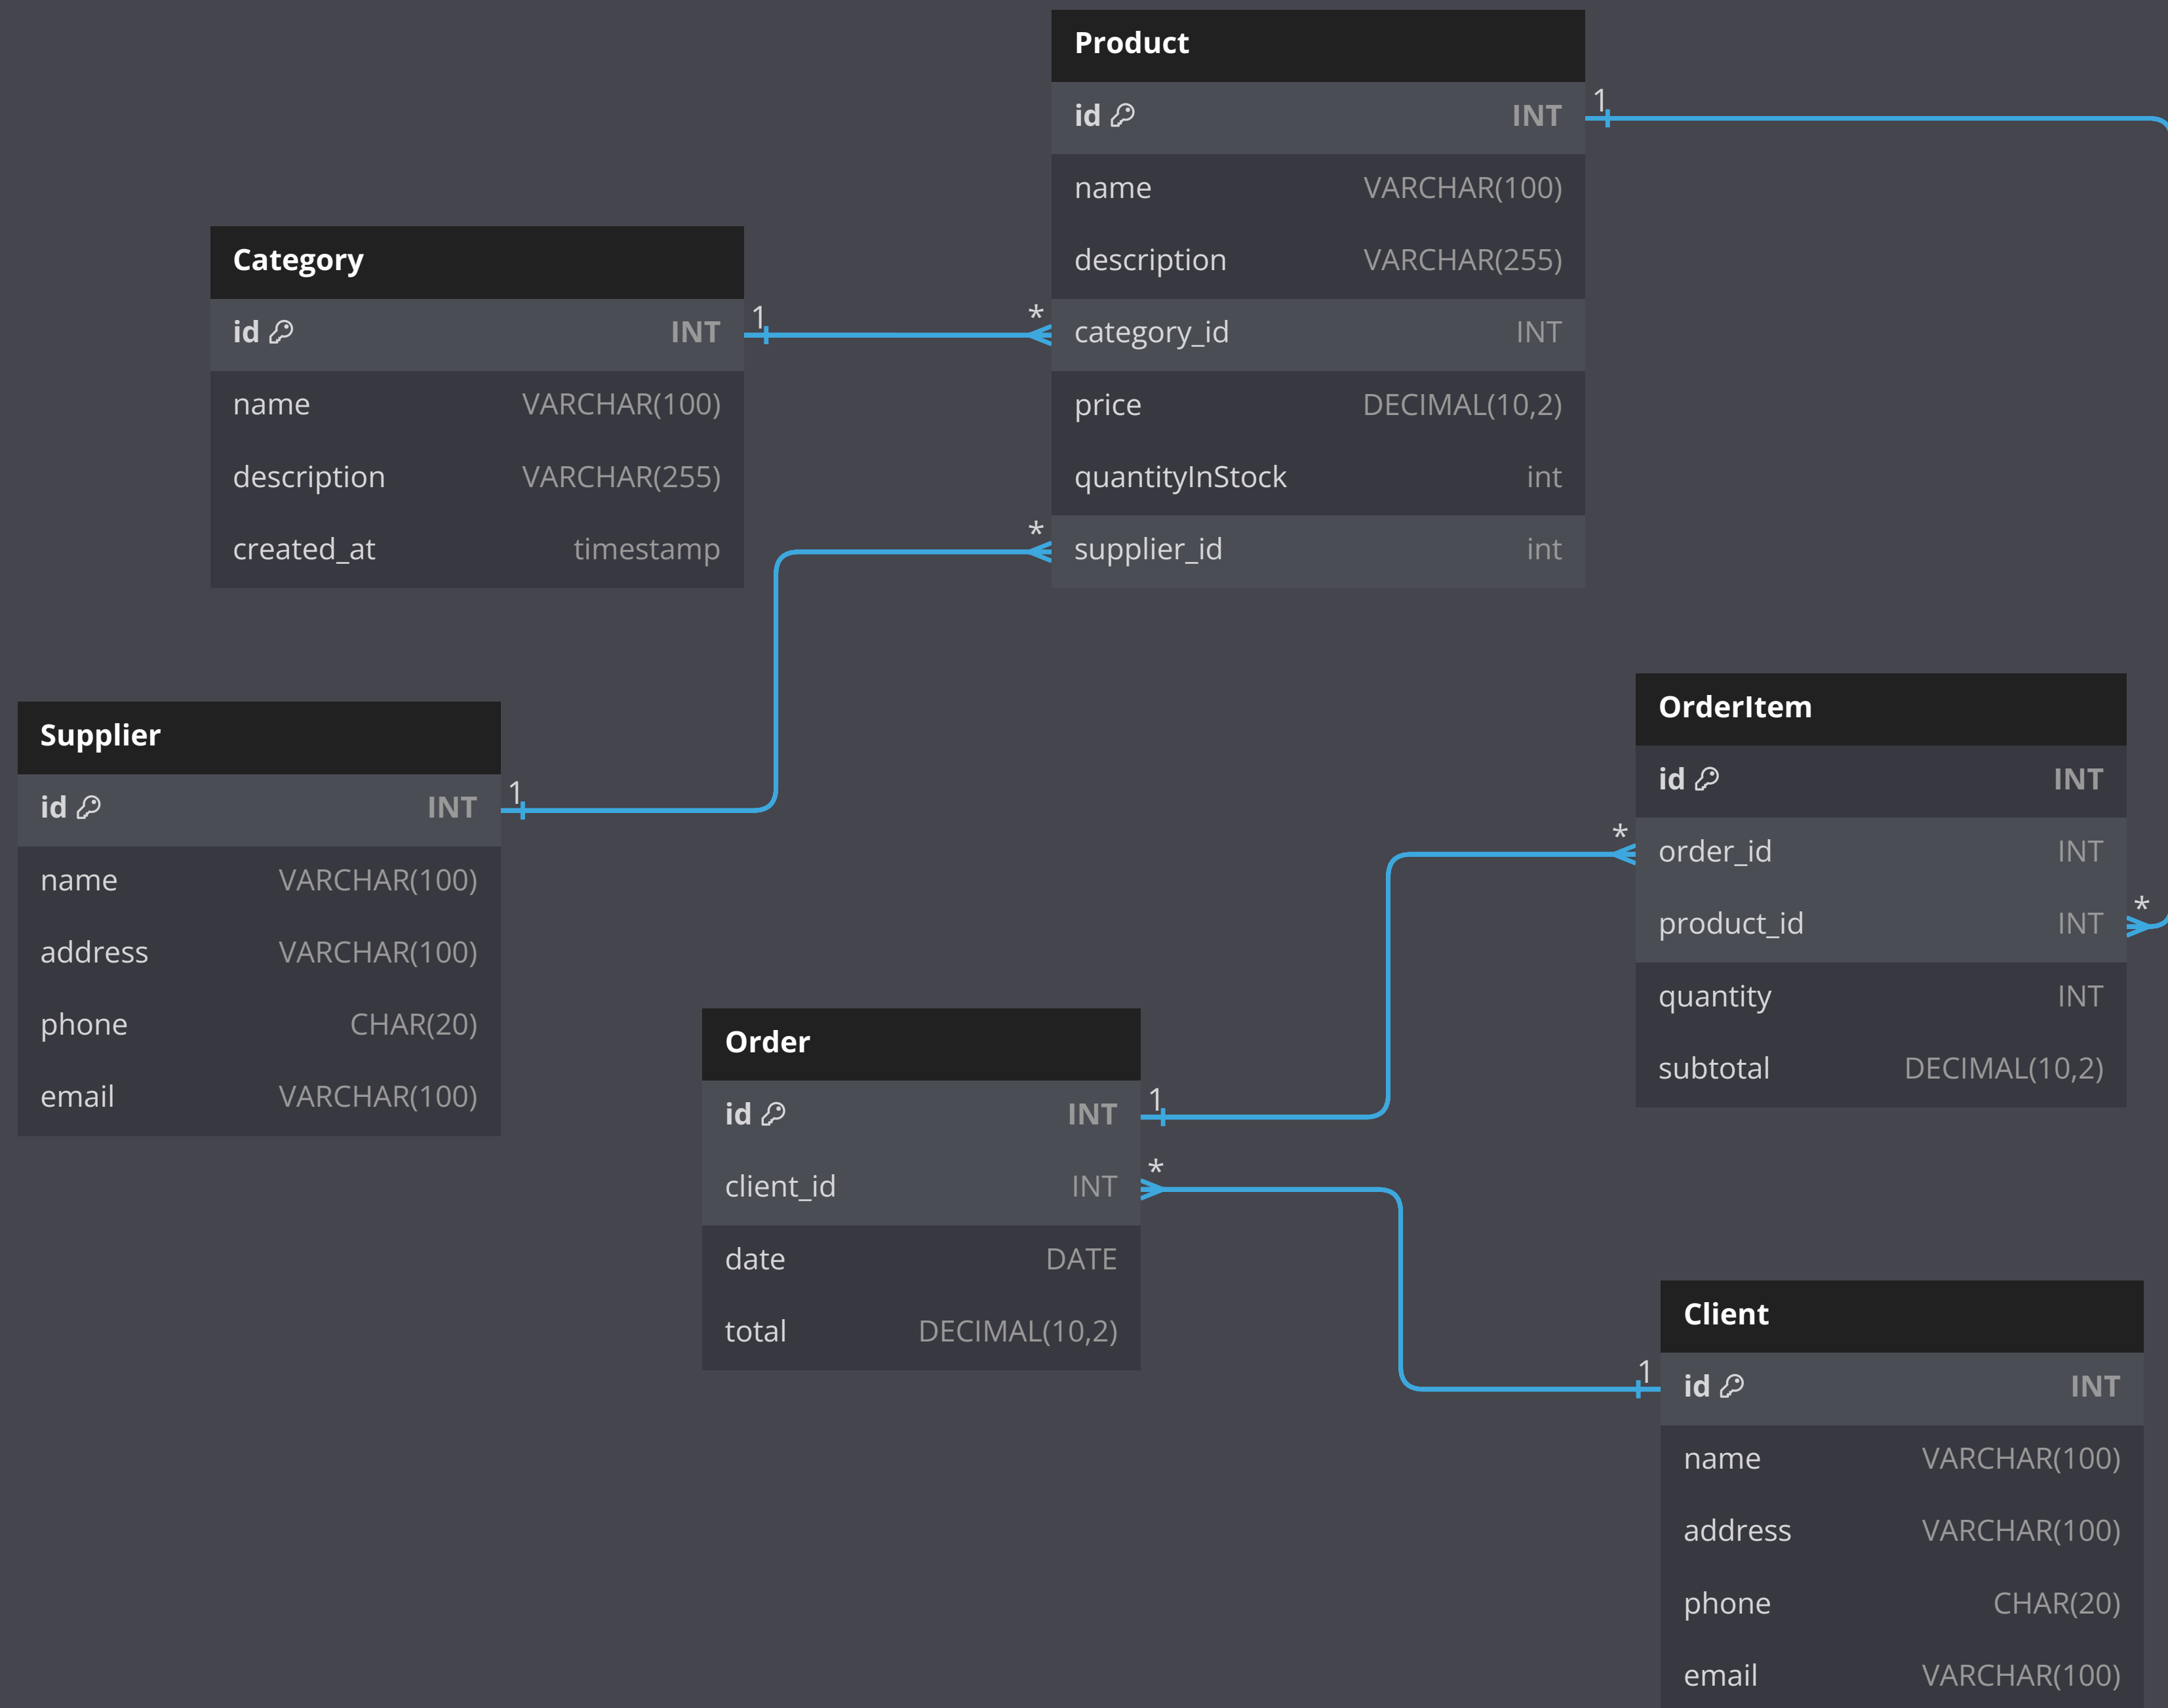 Product
id INT
name VARCHAR(100)
description VARCHAR(255)
category_id INT
price DECIMAL(10,2)
quantityInStock int
supplier_id int
1
*
*
Category
id INT
name VARCHAR(100)
description VARCHAR(255)
created_at timestamp
1
Supplier
id INT
name VARCHAR(100)
address VARCHAR(100)
phone CHAR(20)
email VARCHAR(100)
1
OrderItem
id INT
order_id INT
product_id INT
quantity INT
subtotal DECIMAL(10,2)
*
*
Order
id INT
client_id INT
date DATE
total DECIMAL(10,2)
1
*
Client
id INT
name VARCHAR(100)
address VARCHAR(100)
phone CHAR(20)
email VARCHAR(100)
1